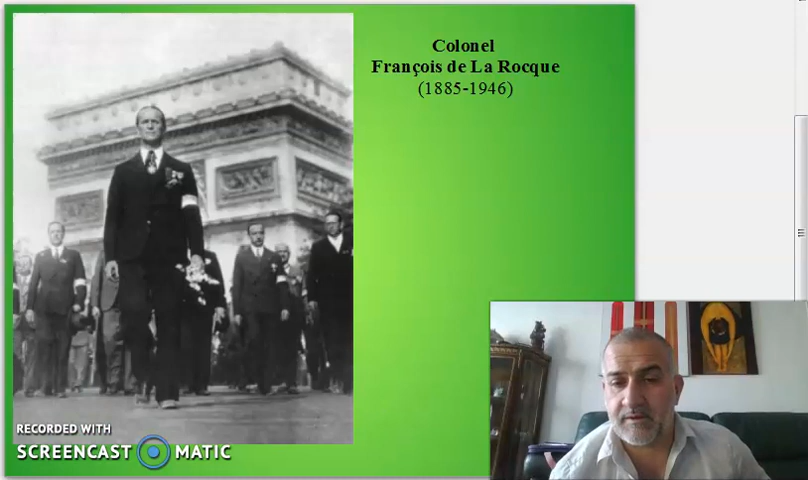 Colonel
François de La Rocque
(1885-1946)
RECORDED WITH
SCREENCAST MATIC